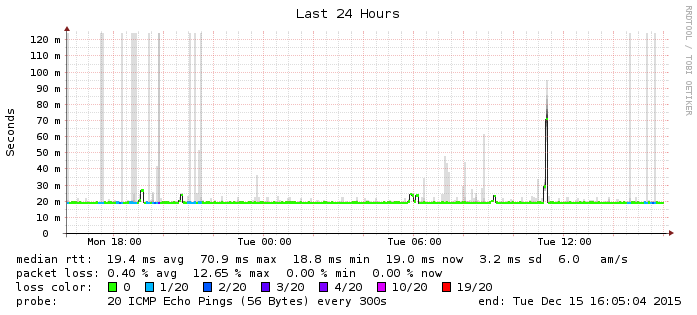 Last 24 Hours
RRDTOOL / TOBI OETIKER
Seconds
120 m
110 m
100 m
90 m
80 m
70 m
60 m
50 m
40 m
30 m
20 m
10 m
0
Mon 18:00 Tue 00:00 Tue 06:00 Tue 12:00
median rtt: 19.4 ms avg 70.9 ms max 18.8 ms min 19.0 ms now 3.2 ms sd 6.0 am/s
packet loss: 0.40 % avg 12.65 % max 0.00 % min 0.00 % now
loss color: 0 1/20 2/20 3/20 4/20 10/20 19/20
probe: 20 ICMP Echo Pings (56 Bytes) every 300s end: Tue Dec 15 16:05:04 2015